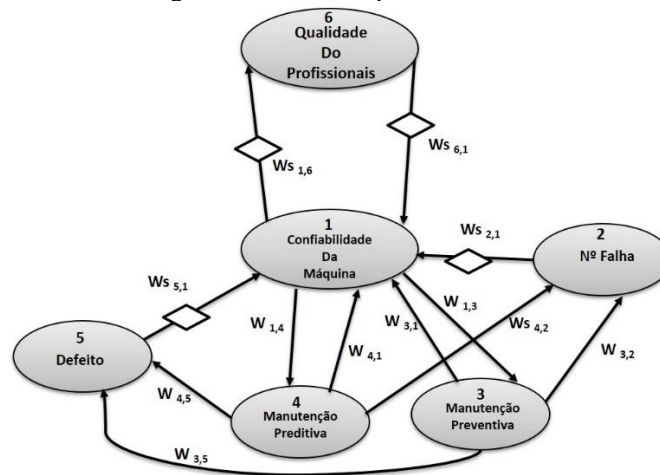 6
Qualidade
Do
Profissionais
Ws 1,6
Ws 6,1
1
Confiabilidade
Da
Máquina
Ws 2,1
2
Nº Falha
Ws 5,1
W 1,4
W 4,1
W 3,1
W 1,3
Ws 4,2
W 3,2
5
Defeito
W 4,5
4
Manutenção
Preditiva
3
Manutenção
Preventiva
W 3,5